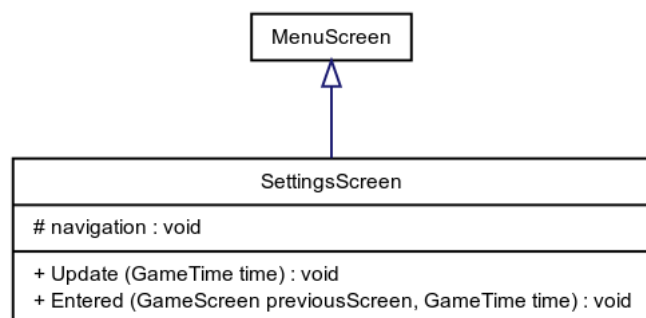 MenuScreen
SettingsScreen
# navigation : void
+ Update (GameTime time) : void
+ Entered (GameScreen previousScreen, GameTime time) : void